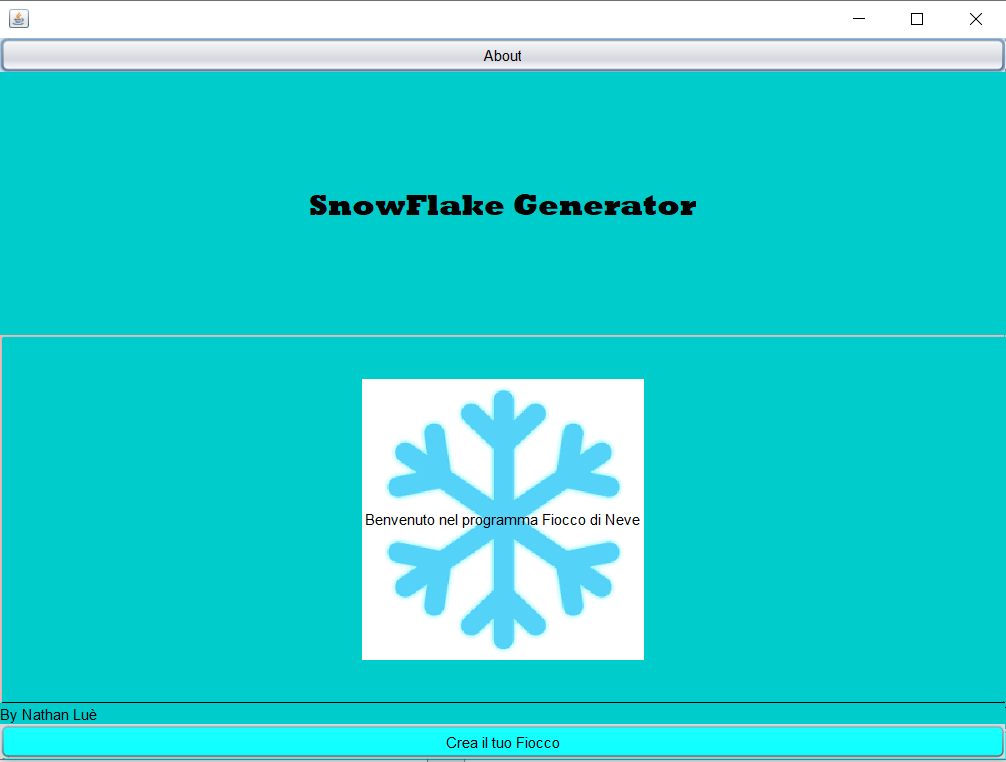 About
SnowFlake Generator
Benvenuto nel programma Fiocco di Neve
By Nathan Luè
Crea il tuo Fiocco